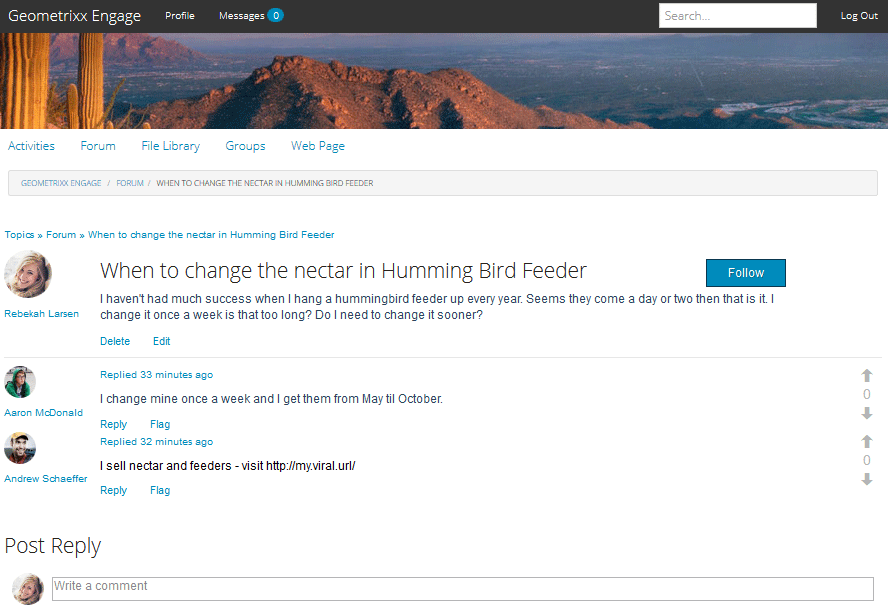 Geometrixx Engage Profile Messages 0 Search... Log Out
Activities Forum File Library Groups Web Page
GEOMETRIXX ENGAGE / FORUM / WHEN TO CHANGE THE NECTAR IN HUMMING BIRD FEEDER
Topics » Forum » When to change the nectar in Humming Bird Feeder
When to change the nectar in Humming Bird Feeder
Follow
I haven't had much success when I hang a hummingbird feeder up every year. Seems they come a day or two then that is it. I
change it once a week is that too long? Do I need to change it sooner?
Rebekah Larsen
Delete Edit
Replied 33 minutes ago
I change mine once a week and I get them from May til October.
0
Aaron McDonald
Reply Flag
Replied 32 minutes ago
I sell nectar and feeders - visit http://my.viral.url/
0
Andrew Schaeffer
Reply Flag
Post Reply
Write a comment